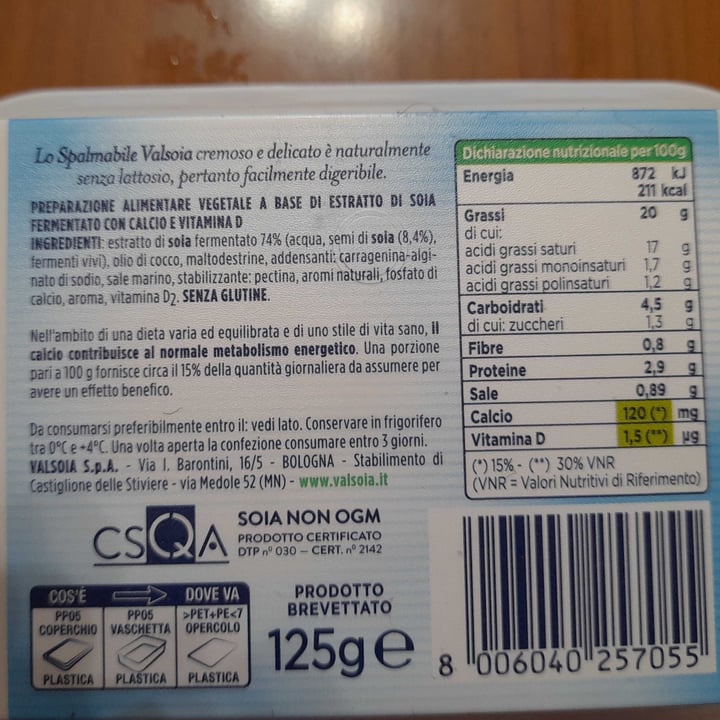 Lo Spalmabile Valsoia cremoso e delicato è naturalmente
senza lattosio, pertanto facilmente digeribile.
PREPARAZIONE ALIMENTARE VEGETALE A BASE DI ESTRATTO DI SOIA
FERMENTATO CON CALCIO E VITAMINA D
INGREDIENTI: estratto di soia fermentato 74% (acqua, semi di soia (8,4%),
fermenti vivi), olio di cocco, maltodestrine, addensanti: carragenina-algi-
nato di sodio, sale marino, stabilizzante: pectina, aromi naturali, fosfato di
calcio, aroma, vitamina D2. SENZA GLUTINE.
Nell'ambito di una dieta varia ed equilibrata e di uno stile di vita sano, il
calcio contribuisce al normale metabolismo energetico. Una porzione
pari a 100 g fornisce circa il 15% della quantità giornaliera da assumere per
avere un effetto benefico.
Da consumarsi preferibilmente entro il: vedi lato. Conservare in frigorifero
tra 0°C e +4°C. Una volta aperta la confezione consumare entro 3 giorni.
VALSOIA S.p.A. - Via I. Barontini, 16/5 - BOLOGNA - Stabilimento di
Castiglione delle Stiviere - via Medole 52 (MN) - www.valsoia.it
CSQA
SOIA NON OGM
PRODOTTO CERTIFICATO
DTP n° 030 - CERT. n° 2142
COS'È DOVE VA
PP05 PP05 >PET+PE<7
COPERCHIO VASCHETTA OPERCOLO
PLASTICA PLASTICA PLASTICA
PRODOTTO
BREVETTATO
125g e
Dichiarazione nutrizionale per 100g
Energia 872 kJ
211 kcal
Grassi 20 g
di cui:
acidi grassi saturi 17 g
acidi grassi monoinsaturi 1,7 g
acidi grassi polinsaturi 1,2 g
Carboidrati 4,5 g
di cui: zuccheri 1,3 g
Fibre 0,8 g
Proteine 2,9 g
Sale 0,89 g
Calcio 120 (*) mg
Vitamina D 1,5 (**) µg
(*) 15% - (**) 30% VNR
(VNR = Valori Nutritivi di Riferimento)
8 006040 257055